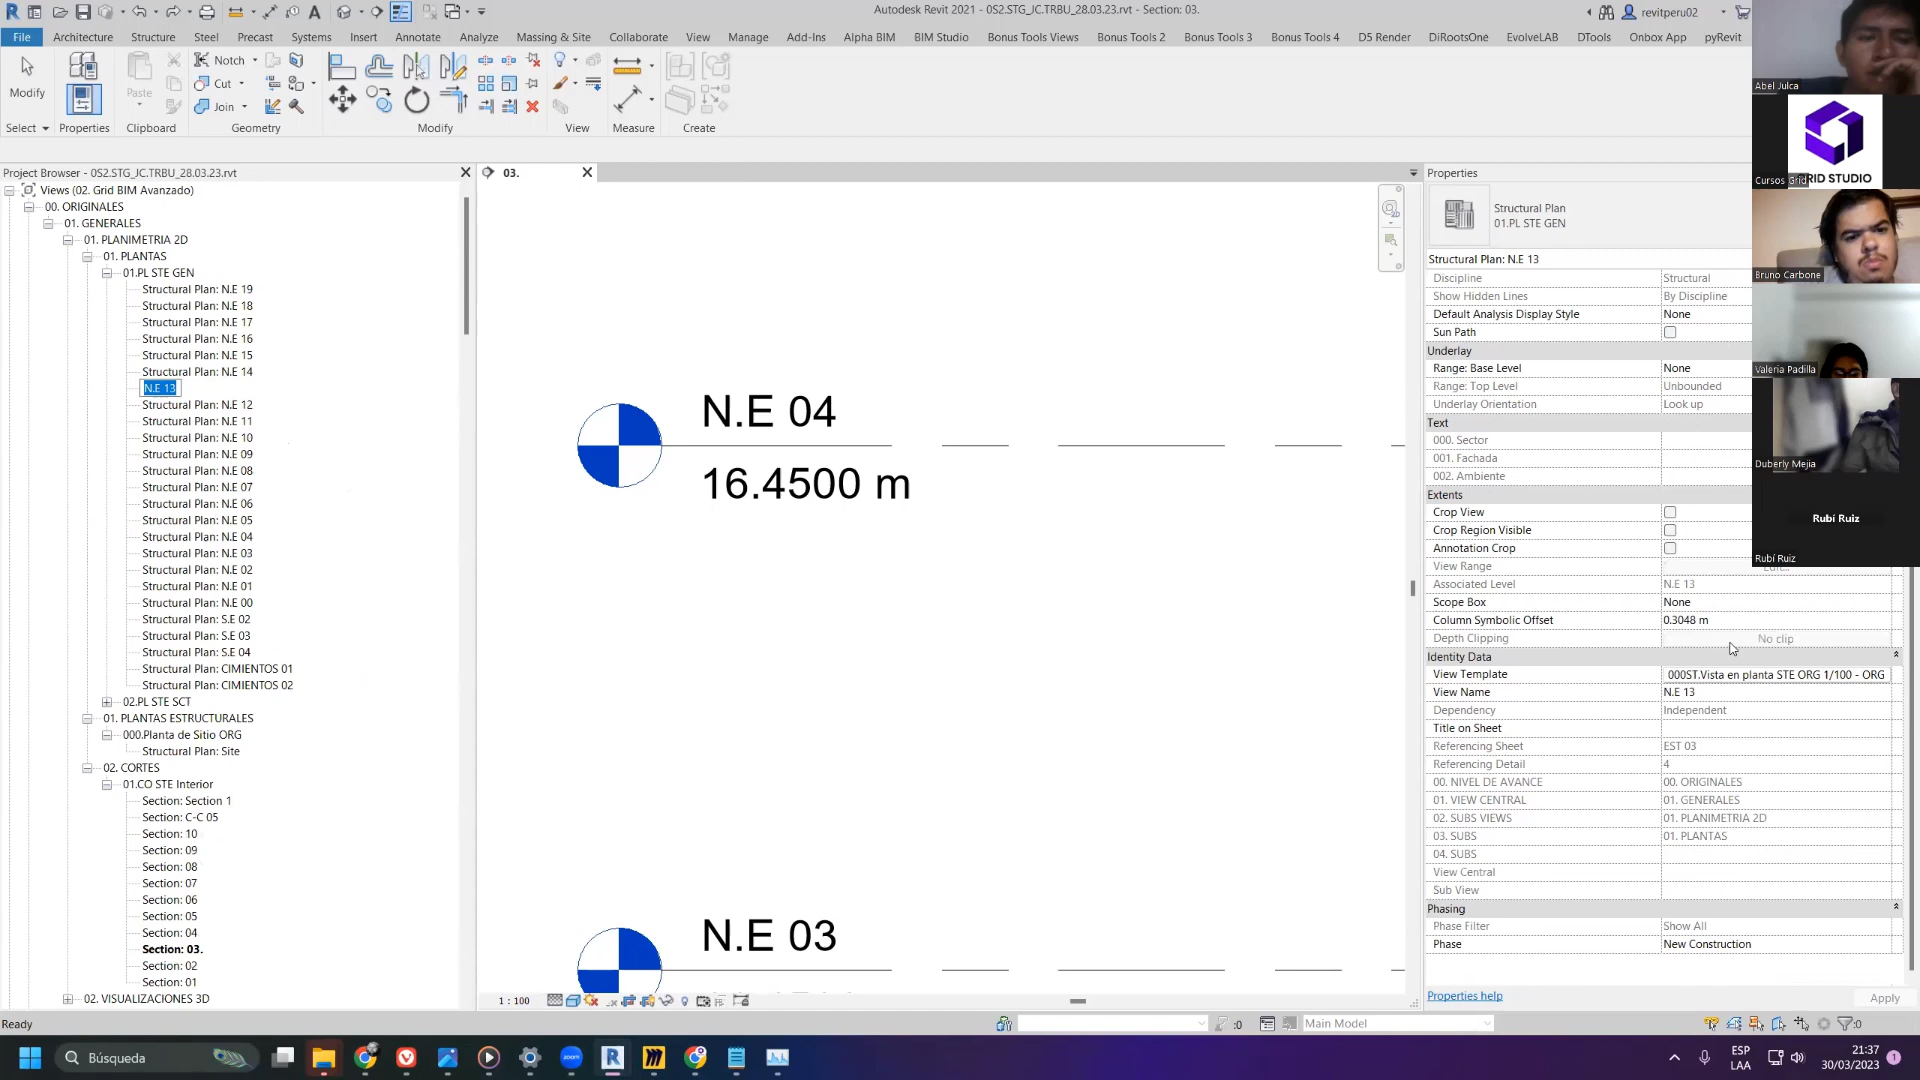 Autodesk Revit 2021 - 0S2.STG_JC.TRBU_28.03.23.rvt - Section: 03.
revitperu02
File Architecture Structure Steel Precast Systems Insert Annotate Analyze Massing & Site Collaborate View Manage Add-Ins Alpha BIM BIM Studio Bonus Tools Views Bonus Tools 2 Bonus Tools 3 Bonus Tools 4 D5 Render DiRootsOne EvolveLAB DTools Onbox App pyRevit
Modify
Paste
Notch
Cut
Join
Select Properties Clipboard Geometry Modify View Measure Create
Project Browser - 0S2.STG_JC.TRBU_28.03.23.rvt
Views (02. Grid BIM Avanzado)
00. ORIGINALES
01. GENERALES
01. PLANIMETRIA 2D
01. PLANTAS
01.PL STE GEN
Structural Plan: N.E 19
Structural Plan: N.E 18
Structural Plan: N.E 17
Structural Plan: N.E 16
Structural Plan: N.E 15
Structural Plan: N.E 14
N.E 13
Structural Plan: N.E 12
Structural Plan: N.E 11
Structural Plan: N.E 10
Structural Plan: N.E 09
Structural Plan: N.E 08
Structural Plan: N.E 07
Structural Plan: N.E 06
Structural Plan: N.E 05
Structural Plan: N.E 04
Structural Plan: N.E 03
Structural Plan: N.E 02
Structural Plan: N.E 01
Structural Plan: N.E 00
Structural Plan: S.E 02
Structural Plan: S.E 03
Structural Plan: S.E 04
Structural Plan: CIMIENTOS 01
Structural Plan: CIMIENTOS 02
02.PL STE SCT
01. PLANTAS ESTRUCTURALES
000.Planta de Sitio ORG
Structural Plan: Site
02. CORTES
01.CO STE Interior
Section: Section 1
Section: C-C 05
Section: 10
Section: 09
Section: 08
Section: 07
Section: 06
Section: 05
Section: 04
Section: 03.
Section: 02
Section: 01
02. VISUALIZACIONES 3D
03.
N.E 04
16.4500 m
N.E 03
1 : 100
Properties
Structural Plan
01.PL STE GEN
Structural Plan: N.E 13
Discipline Structural
Show Hidden Lines By Discipline
Default Analysis Display Style None
Sun Path
Underlay
Range: Base Level None
Range: Top Level Unbounded
Underlay Orientation Look up
Text
000. Sector
001. Fachada
002. Ambiente
Extents
Crop View
Crop Region Visible
Annotation Crop
View Range
Associated Level N.E 13
Scope Box None
Column Symbolic Offset 0.3048 m
Depth Clipping No clip
Identity Data
View Template 000ST.Vista en planta STE ORG 1/100 - ORG
View Name N.E 13
Dependency Independent
Title on Sheet
Referencing Sheet EST 03
Referencing Detail 4
00. NIVEL DE AVANCE 00. ORIGINALES
01. VIEW CENTRAL 01. GENERALES
02. SUBS VIEWS 01. PLANIMETRIA 2D
03. SUBS 01. PLANTAS
04. SUBS
View Central
Sub View
Phasing
Phase Filter Show All
Phase New Construction
Properties help
Apply
Abel Julca
GRID STUDIO
Cursos Grid
Bruno Carbone
Valeria Padilla
Duberly Mejia
Rubí Ruiz
Rubí Ruiz
Ready
:0
Main Model
:0
Búsqueda
ESP
LAA
21:37
30/03/2023
1